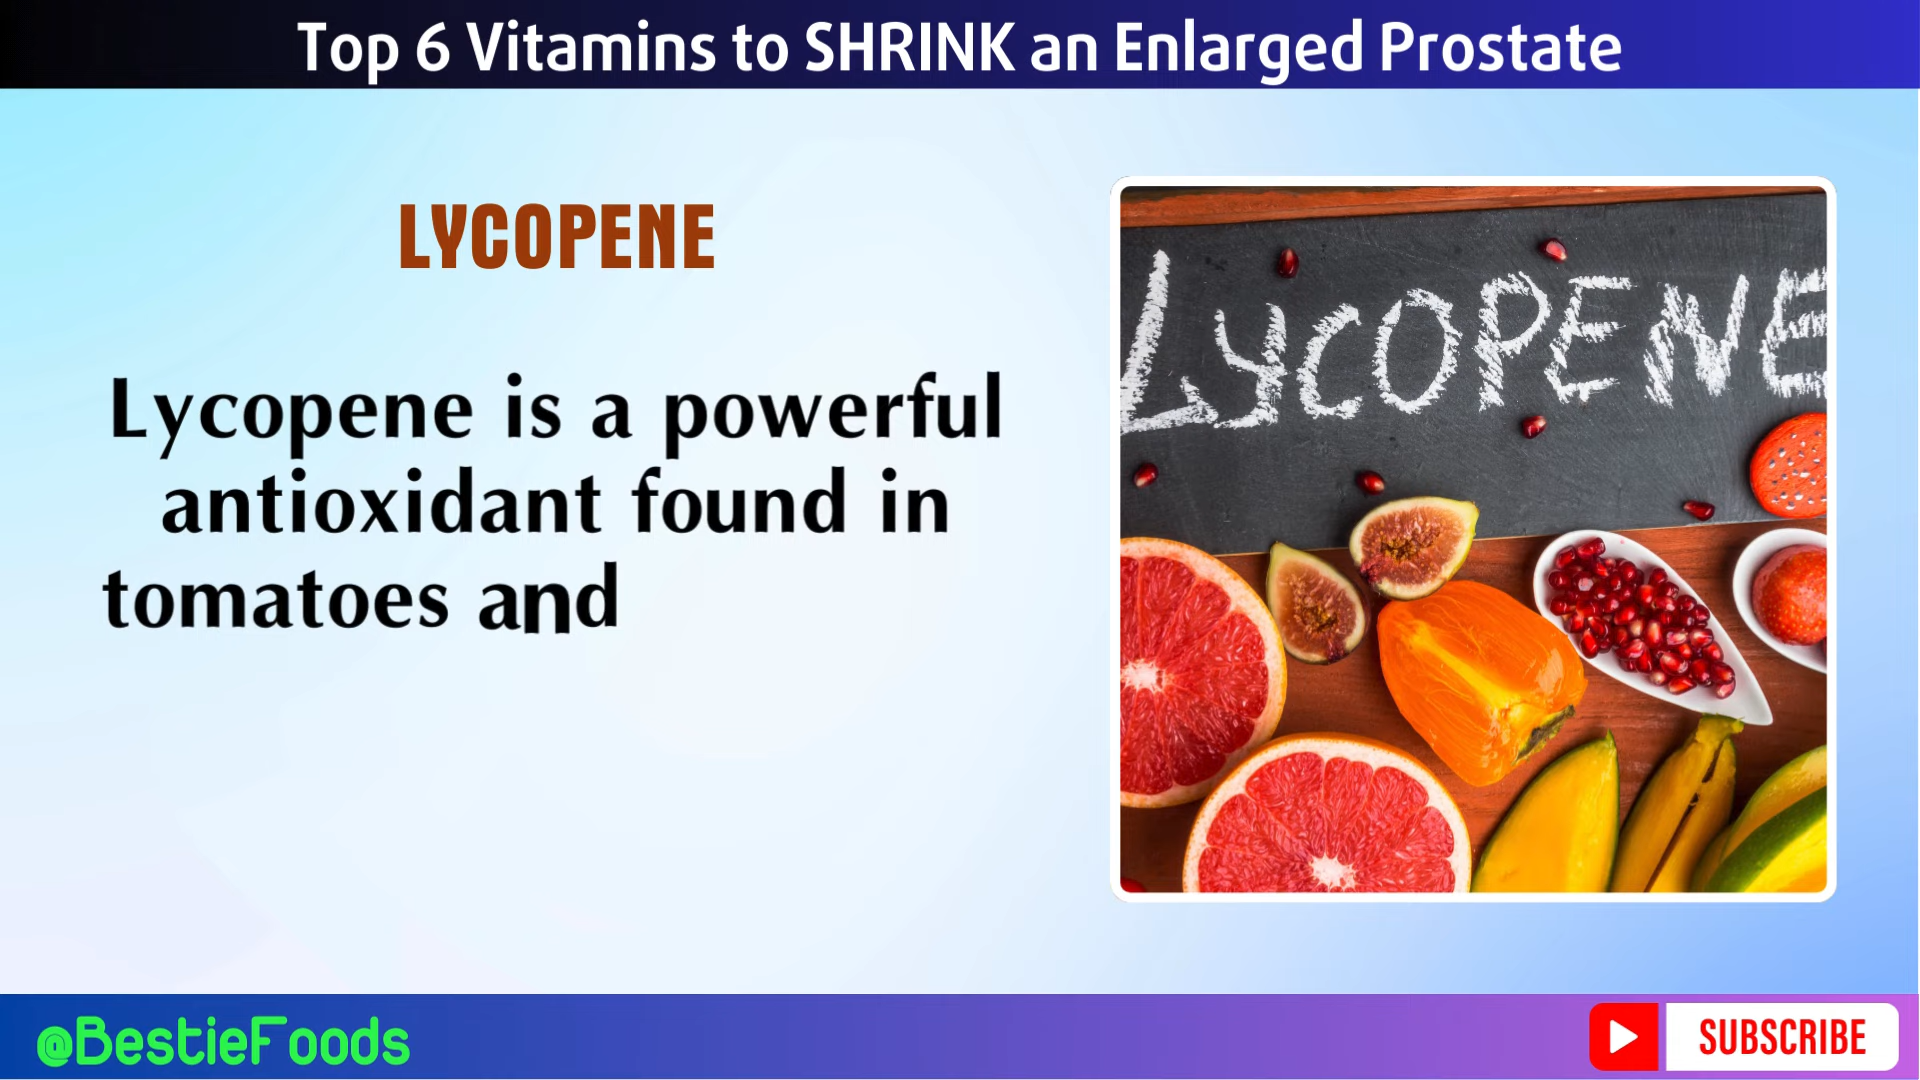 Top 6 Vitamins to SHRINK an Enlarged Prostate
LYCOPENE
Lycopene is a powerful
antioxidant found in
tomatoes and
LYCOPENE
@BestieFoods
SUBSCRIBE